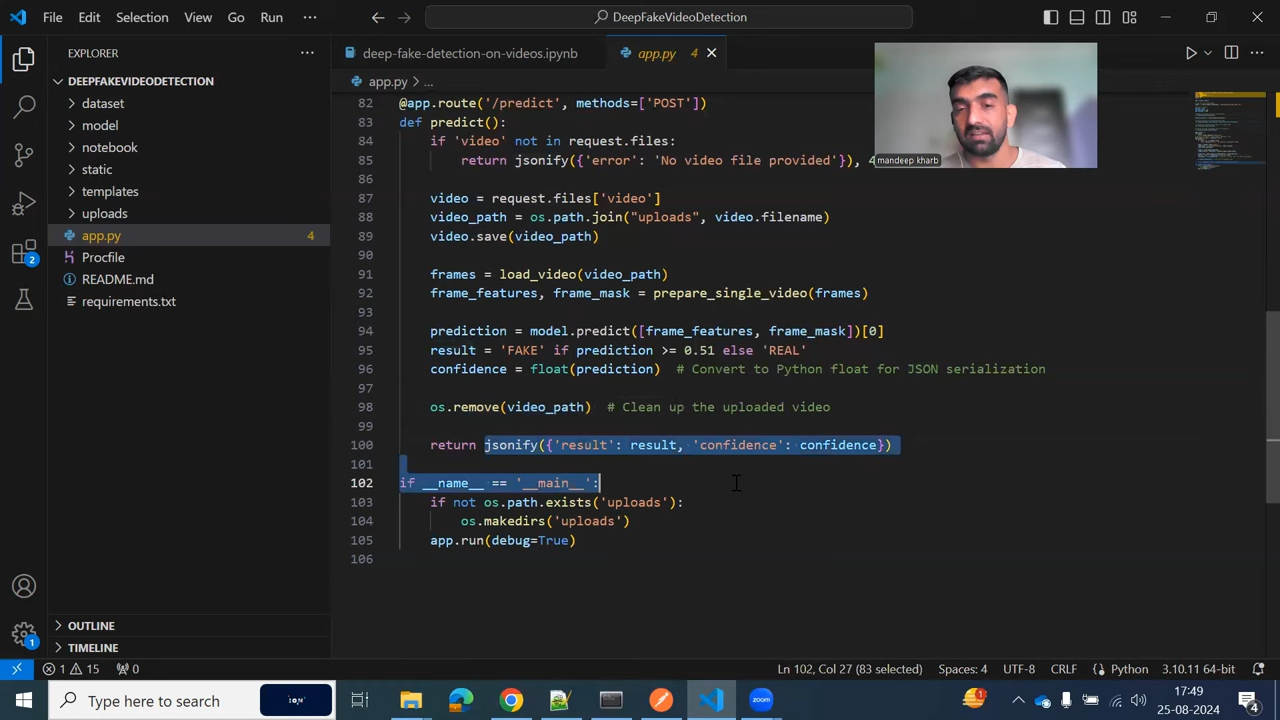 File Edit Selection View Go Run ···
DeepFakeVideoDetection
EXPLORER
DEEPFAKEVIDEODETECTION
dataset
model
notebook
static
templates
uploads
app.py 4
Procfile
README.md
requirements.txt
OUTLINE
TIMELINE
deep-fake-detection-on-videos.ipynb
app.py 4
app.py > ...
82 @app.route('/predict', methods=['POST'])
83 def predict():
84 if 'video' not in request.files:
85 return jsonify({'error': 'No video file provided'}), 4
86
87 video = request.files['video']
88 video_path = os.path.join("uploads", video.filename)
89 video.save(video_path)
90
91 frames = load_video(video_path)
92 frame_features, frame_mask = prepare_single_video(frames)
93
94 prediction = model.predict([frame_features, frame_mask])[0]
95 result = 'FAKE' if prediction >= 0.51 else 'REAL'
96 confidence = float(prediction) # Convert to Python float for JSON serialization
97
98 os.remove(video_path) # Clean up the uploaded video
99
100 return jsonify({'result': result, 'confidence': confidence})
101
102 if __name__ == '__main__':
103 if not os.path.exists('uploads'):
104 os.makedirs('uploads')
105 app.run(debug=True)
106
mandeep kharb
2
1
1 15 0
Ln 102, Col 27 (83 selected) Spaces: 4 UTF-8 CRLF Python 3.10.11 64-bit
Type here to search
zoom
1
17:49
25-08-2024
4